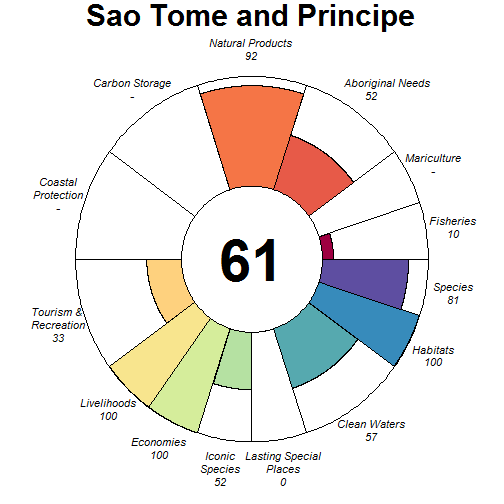 Sao Tome and Principe
Natural Products
92
Carbon Storage
-
Aboriginal Needs
52
Mariculture
-
Coastal
Protection
-
Fisheries
10
61
Species
81
Tourism &
Recreation
33
Habitats
100
Livelihoods
100
Clean Waters
57
Economies
100
Iconic
Species
52
Lasting Special
Places
0